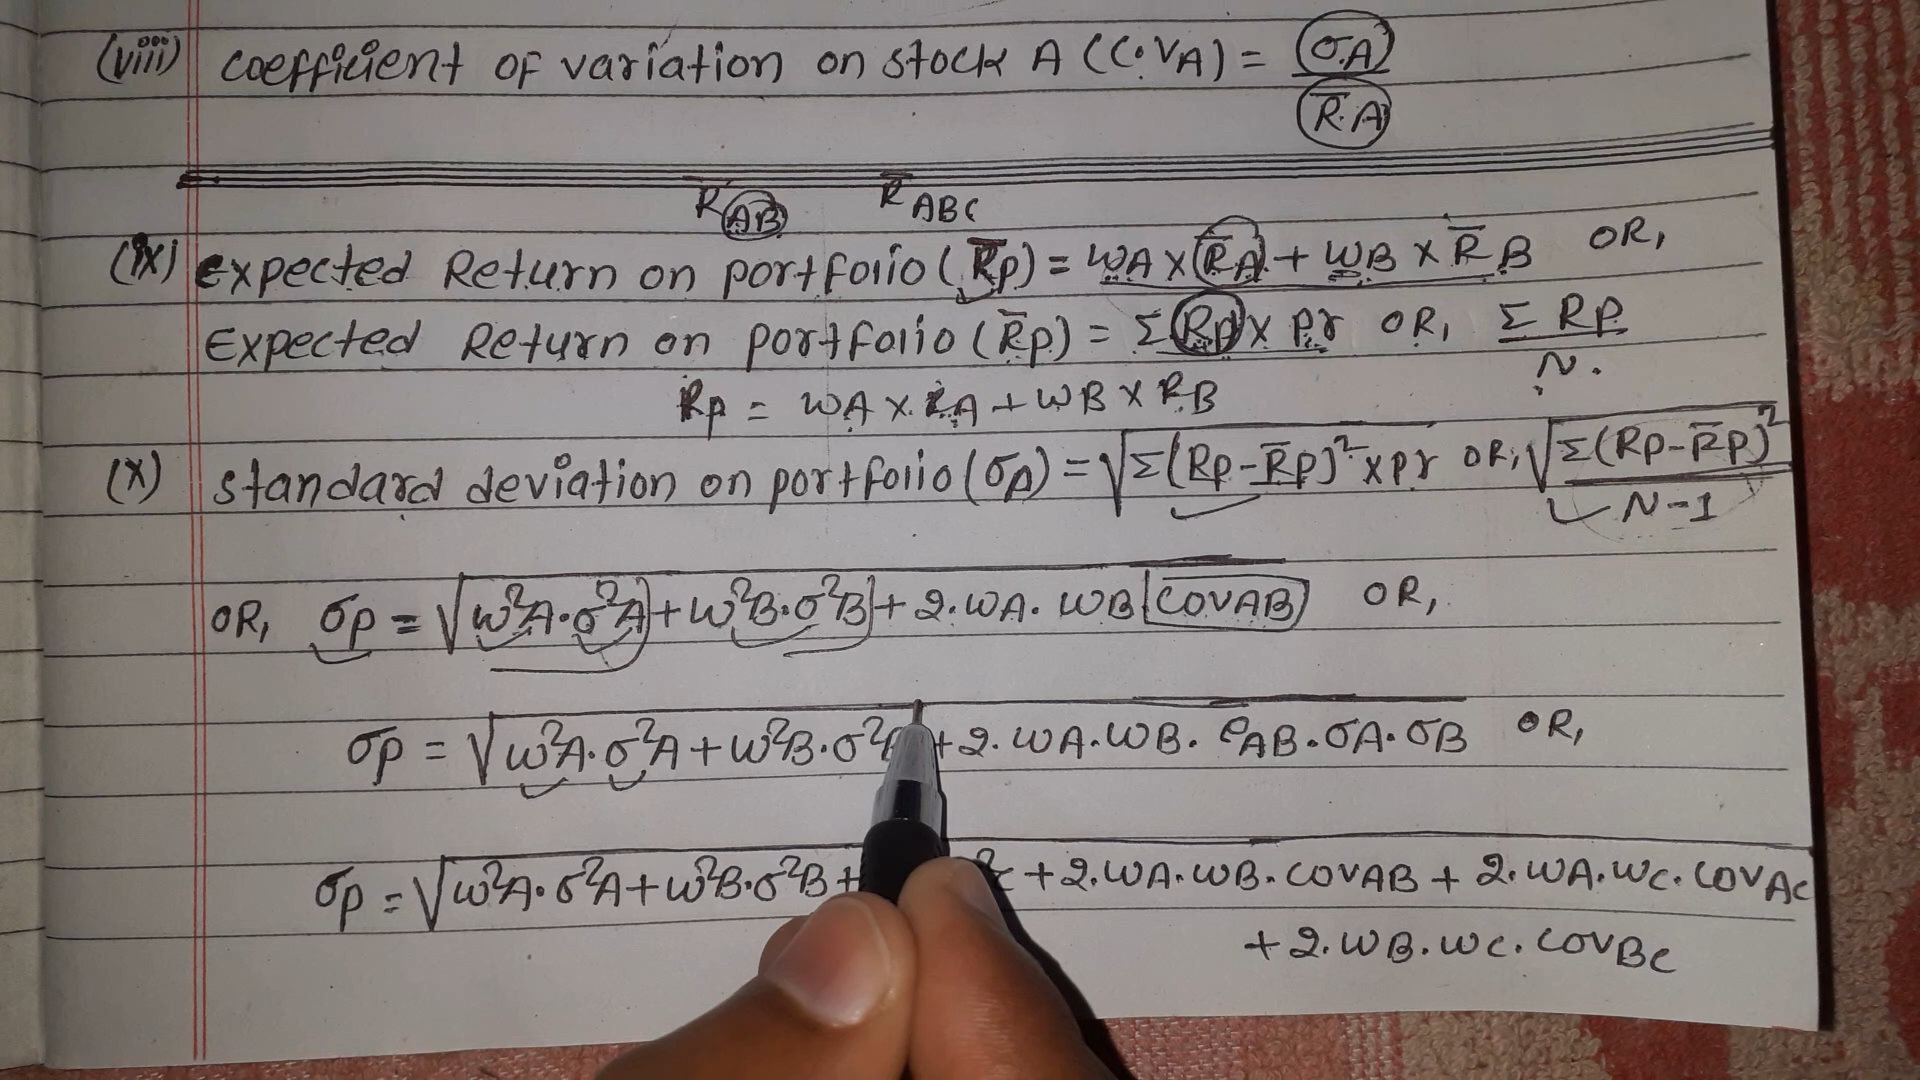 (viii) coefficient of variation on stock A (C.VA) = σA / R̅.A
R̅AB R̅ABC
(ix) Expected Return on portfolio (R̅p) = WA × R̅A + WB × R̅B OR,
Expected Return on portfolio (R̅p) = Σ Rp × Pr OR, Σ Rp / N.
Rp = WA × RA + WB × RB
(x) standard deviation on portfolio (σp) = √Σ(Rp-R̅p)² × pr OR, √Σ(Rp-R̅p)² / N-1
OR, σp = √w²A.σ²A + w²B.σ²B + 2.WA.WB COVAB OR,
σp = √w²A.σ²A + w²B.σ² + 2.WA.WB.ρAB.σA.σB OR,
σp = √w²A.σ²A + w²B.σ²B + ²c + 2.WA.WB.COVAB + 2.WA.WC.COVAC
+ 2.WB.WC.COVBC